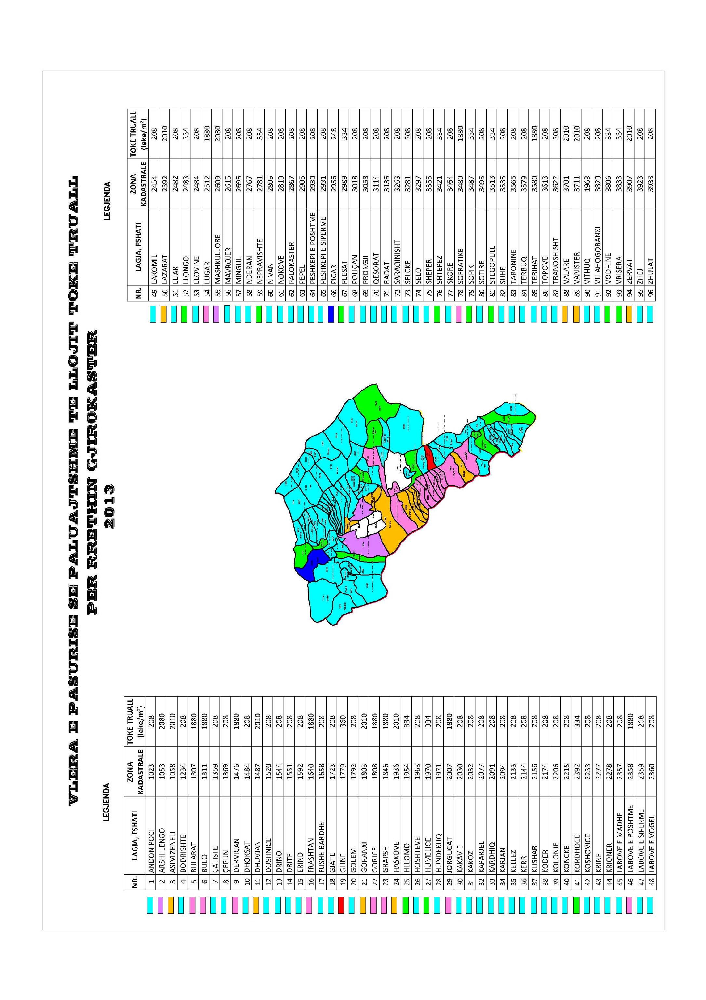 VLERA E PASURISE SE PALUAJTSHME TE LLOJIT TOKE TRUALL
PER RRETHIN GJIROKASTER
2013
LEGJENDA
NR. LAGJA, FSHATI ZONA KADASTRALE TOKE TRUALL (leke/m²)
1 ANDON POÇI 1023 208
2 ARSHI LENGO 1053 2080
3 ASIM ZENELI 1058 2010
4 BODRISHTE 1234 208
5 BULARAT 1307 1880
6 BULO 1311 1880
7 ÇATISTE 1359 208
8 ÇEPUN 1369 208
9 DERVIÇAN 1476 1880
10 DHOKSAT 1484 208
11 DHUVJAN 1487 2010
12 DOSHNICE 1520 208
13 DRINO 1544 208
14 DRITE 1551 208
15 ERIND 1592 208
16 FRASHTAN 1640 1880
17 FUSHE BARDHE 1658 208
18 GJATE 1723 208
19 GLINE 1779 360
20 GOLEM 1792 208
21 GORANXI 1803 2010
22 GORICE 1808 1880
23 GRAPSH 1846 1880
24 HASKOVE 1936 2010
25 HLLOMO 1954 334
26 HOSHTEVE 1963 208
27 HUMELICE 1970 334
28 HUNDEKUQ 1971 208
29 JORGUCAT 2007 1880
30 KAKAVIE 2030 208
31 KAKOZ 2032 208
32 KAPARJEL 2077 208
33 KARDHIQ 2091 208
34 KARJAN 2094 208
35 KELLEZ 2133 208
36 KERR 2144 208
37 KLISHAR 2156 208
38 KODER 2174 208
39 KOLONJE 2206 208
40 KONCKE 2215 208
41 KORDHOCE 2392 334
42 KOSHOVICE 2233 208
43 KRINE 2277 208
44 KRIONER 2278 208
45 LABOVE E MADHE 2357 208
46 LABOVE E POSHTME 2358 1880
47 LABOVE E SIPERME 2359 208
48 LABOVE E VOGEL 2360 208
LEGJENDA
NR. LAGJA, FSHATI ZONA KADASTRALE TOKE TRUALL (leke/m²)
49 LAKOMIL 2454 208
50 LAZARAT 2392 2010
51 LLIAR 2482 208
52 LLONGO 2483 334
53 LLOVINE 2484 208
54 LUGAR 2512 1880
55 MASHKULLORE 2609 2080
56 MAVROJER 2615 208
57 MINGUL 2695 208
58 NDERAN 2767 208
59 NEPRAVISHTE 2781 334
60 NIVAN 2805 208
61 NOKOVE 2810 208
62 PALOKASTER 2867 208
63 PEPEL 2905 208
64 PESHKEPI E POSHTME 2930 208
65 PESHKEPI E SIPERME 2931 208
66 PICAR 2956 248
67 PLESAT 2989 334
68 POLIÇAN 3018 208
69 PRONGJI 3058 208
70 QESORAT 3114 208
71 RADAT 3135 208
72 SARAQINISHT 3263 208
73 SELCKE 3281 208
74 SELO 3297 208
75 SHEPER 3355 208
76 SHTEPEZ 3421 334
77 SKORE 3464 208
78 SOFRATIKE 3480 1880
79 SOPIK 3487 334
80 SOTIRE 3495 208
81 STEGOPULL 3513 334
82 SUHE 3535 208
83 TARONINE 3565 208
84 TERBUQ 3579 208
85 TERIHAT 3580 1880
86 TOPOVE 3613 208
87 TRANOSHISHT 3622 208
88 VALARE 3701 2010
89 VANISTER 3711 2010
90 VITHUQ 1963 208
91 VLLAHOGORANXI 3820 208
92 VODHINE 3806 334
93 VRISERA 3833 334
94 ZERVAT 3907 2010
95 ZHEJ 3923 208
96 ZHULAT 3933 208